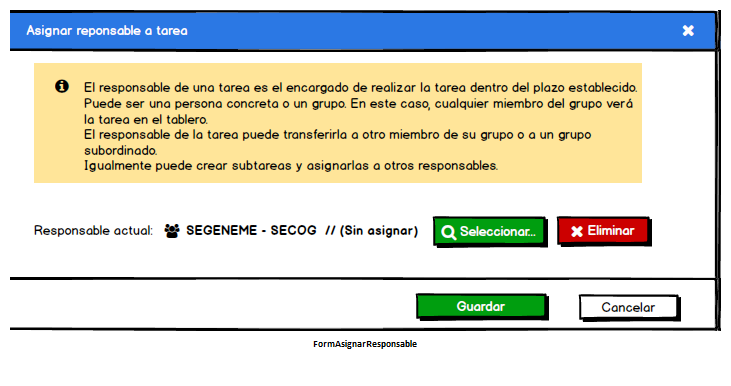 Asignar reponsable a tarea
El responsable de una tarea es el encargado de realizar la tarea dentro del plazo establecido.
Puede ser una persona concreta o un grupo. En este caso, cualquier miembro del grupo verá
la tarea en el tablero.
El responsable de la tarea puede transferirla a otro miembro de su grupo o a un grupo
subordinado.
Igualmente puede crear subtareas y asignarlas a otros responsables.
Responsable actual: SEGENEME - SECOG // (Sin asignar) Seleccionar... Eliminar
Guardar Cancelar
FormAsignarResponsable